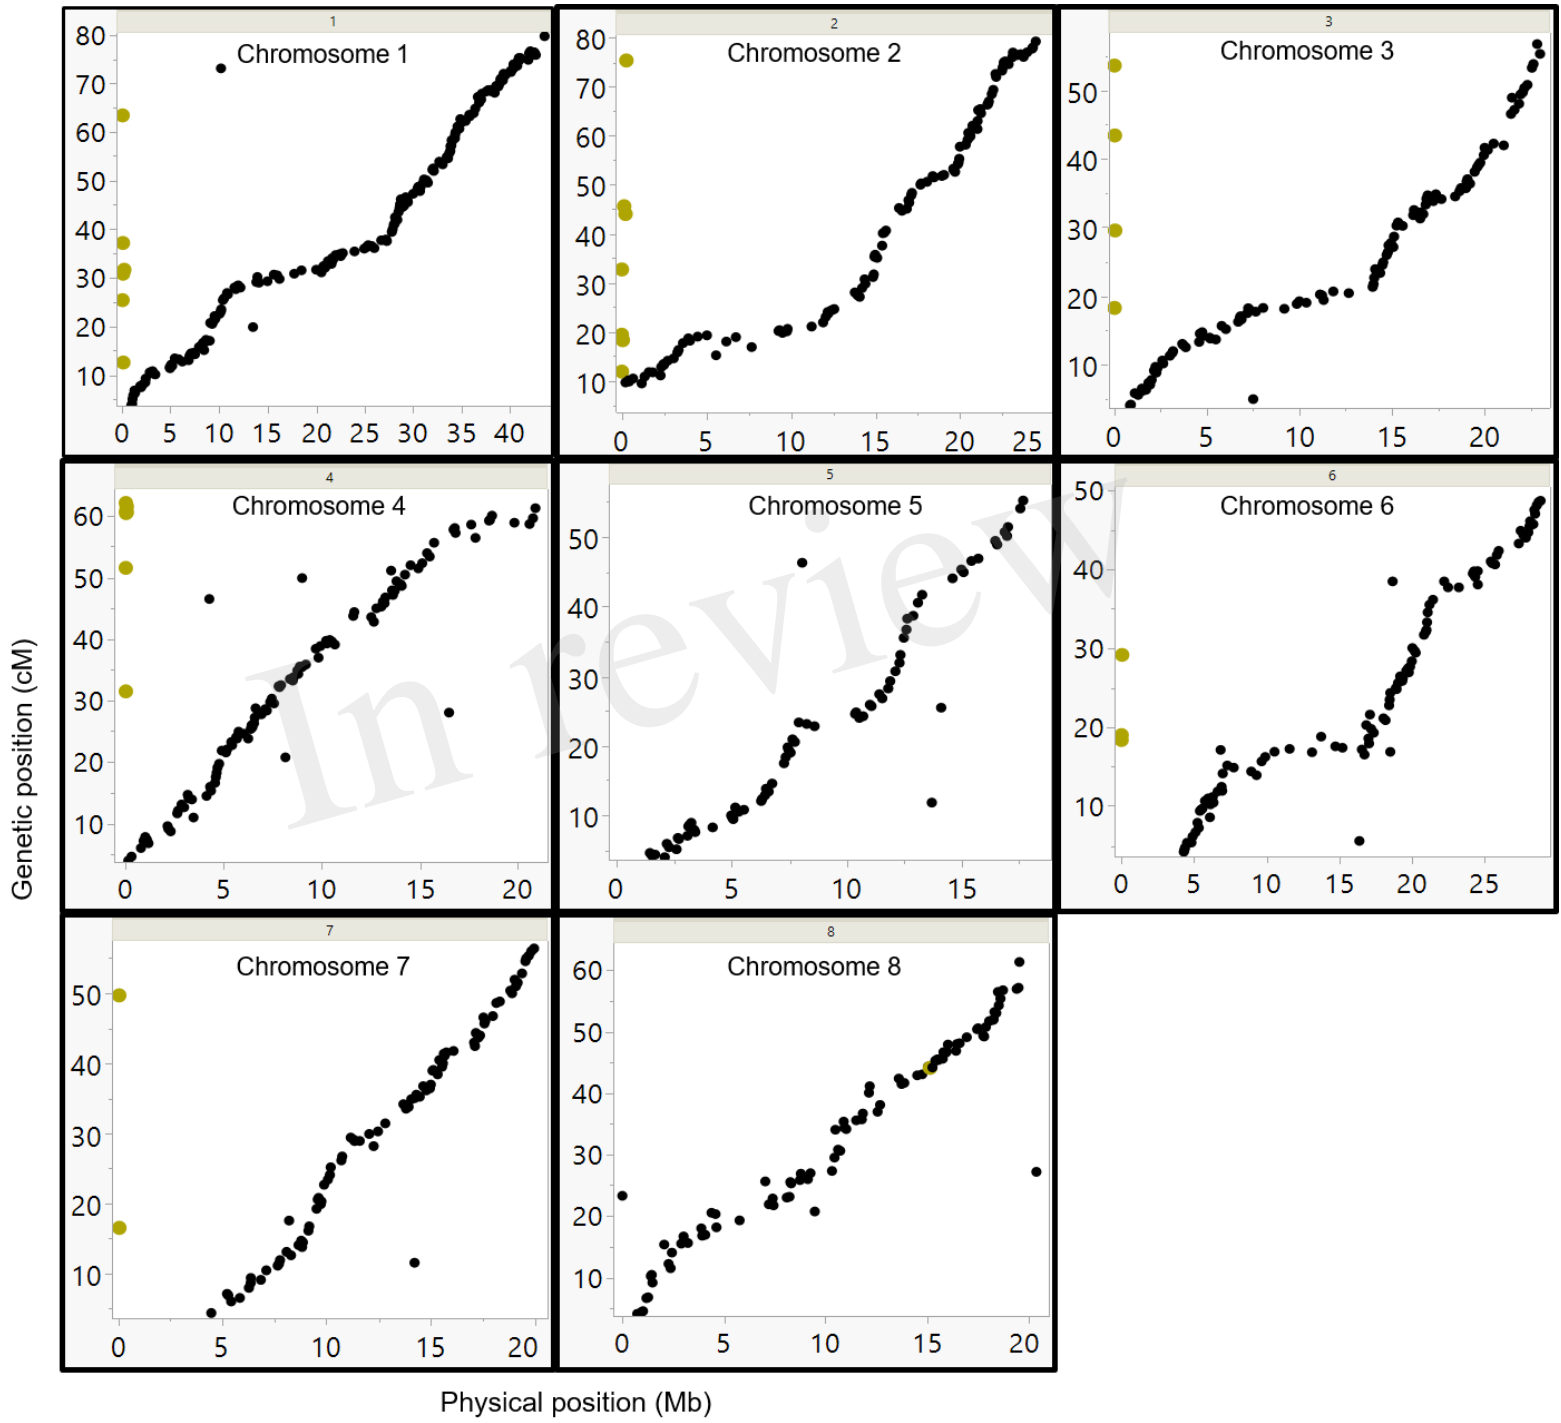 1
Chromosome 1
80
70
60
50
40
30
20
10
0 5 10 15 20 25 30 35 40
2
Chromosome 2
80
70
60
50
40
30
20
10
0 5 10 15 20 25
3
Chromosome 3
50
40
30
20
10
0 5 10 15 20
4
Chromosome 4
60
50
40
30
20
10
0 5 10 15 20
5
Chromosome 5
50
40
30
20
10
0 5 10 15
6
Chromosome 6
50
40
30
20
10
0 5 10 15 20 25
In review
7
Chromosome 7
50
40
30
20
10
0 5 10 15 20
8
Chromosome 8
60
50
40
30
20
10
0 5 10 15 20
Genetic position (cM)
Physical position (Mb)